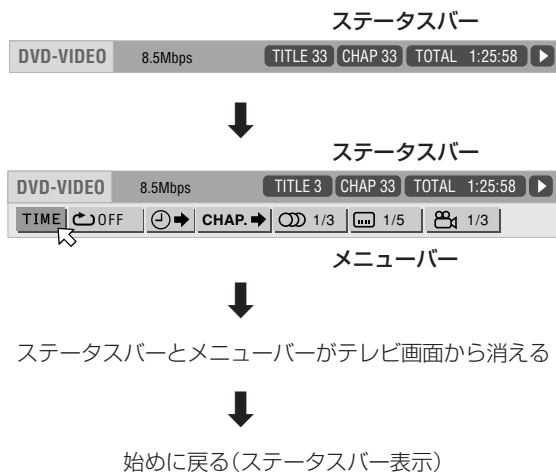 ステータスバー
DVD-VIDEO 8.5Mbps TITLE 33 CHAP 33 TOTAL 1:25:58
ステータスバー
DVD-VIDEO 8.5Mbps TITLE 3 CHAP 33 TOTAL 1:25:58
TIME OFF CHAP. 1/3 1/5 1/3
メニューバー
ステータスバーとメニューバーがテレビ画面から消える
始めに戻る(ステータスバー表示)